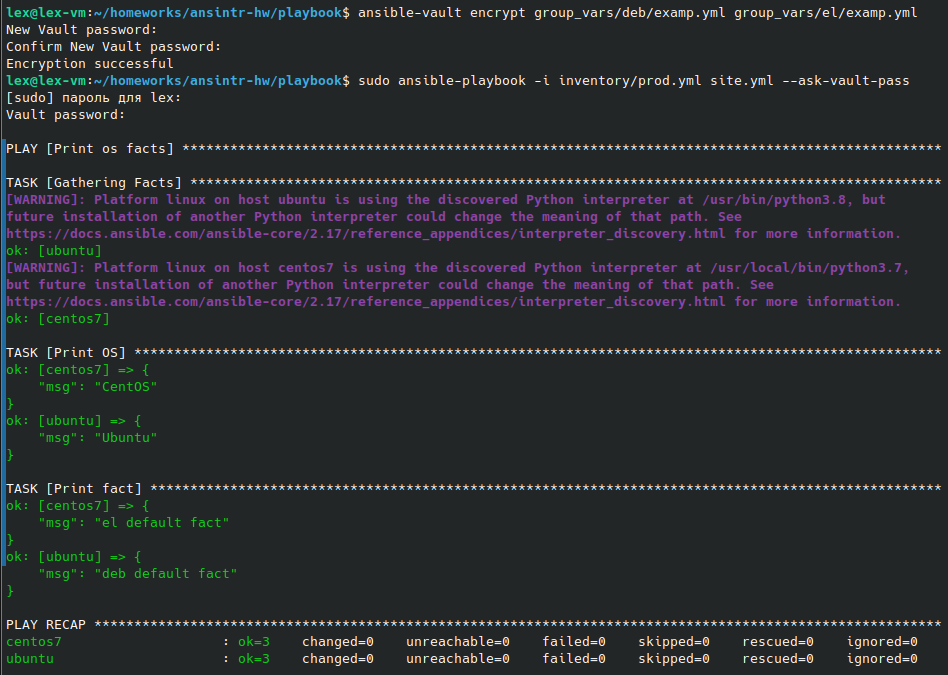 lex@lex-vm:~/homeworks/ansintr-hw/playbook$ ansible-vault encrypt group_vars/deb/examp.yml group_vars/el/examp.yml
New Vault password:
Confirm New Vault password:
Encryption successful
lex@lex-vm:~/homeworks/ansintr-hw/playbook$ sudo ansible-playbook -i inventory/prod.yml site.yml --ask-vault-pass
[sudo] пароль для lex:
Vault password:

PLAY [Print os facts] ***********************************************************************************************

TASK [Gathering Facts] **********************************************************************************************
[WARNING]: Platform linux on host ubuntu is using the discovered Python interpreter at /usr/bin/python3.8, but
future installation of another Python interpreter could change the meaning of that path. See
https://docs.ansible.com/ansible-core/2.17/reference_appendices/interpreter_discovery.html for more information.
ok: [ubuntu]
[WARNING]: Platform linux on host centos7 is using the discovered Python interpreter at /usr/local/bin/python3.7,
but future installation of another Python interpreter could change the meaning of that path. See
https://docs.ansible.com/ansible-core/2.17/reference_appendices/interpreter_discovery.html for more information.
ok: [centos7]

TASK [Print OS] *****************************************************************************************************
ok: [centos7] => {
    "msg": "CentOS"
}
ok: [ubuntu] => {
    "msg": "Ubuntu"
}

TASK [Print fact] ***************************************************************************************************
ok: [centos7] => {
    "msg": "el default fact"
}
ok: [ubuntu] => {
    "msg": "deb default fact"
}

PLAY RECAP **********************************************************************************************************
centos7                    : ok=3    changed=0    unreachable=0    failed=0    skipped=0    rescued=0    ignored=0
ubuntu                     : ok=3    changed=0    unreachable=0    failed=0    skipped=0    rescued=0    ignored=0